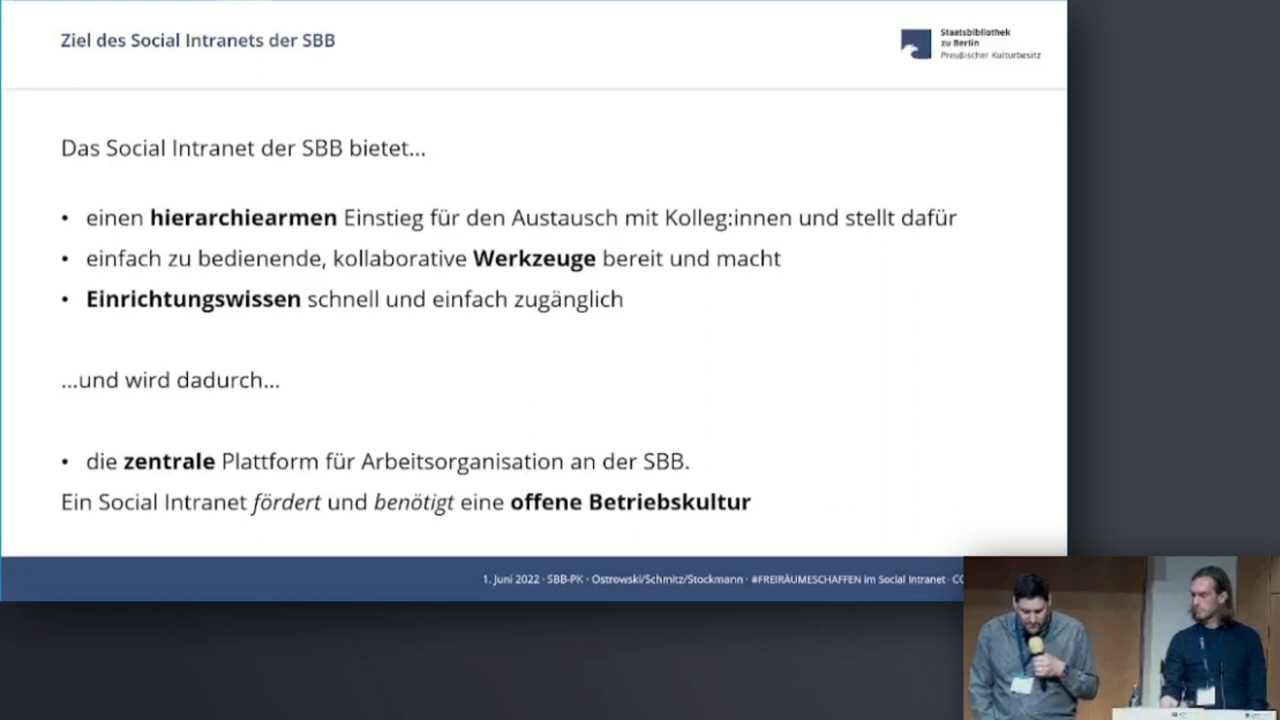 Ziel des Social Intranets der SBB
Staatsbibliothek
zu Berlin
Preußischer Kulturbesitz
Das Social Intranet der SBB bietet...
• einen hierarchiearmen Einstieg für den Austausch mit Kolleg:innen und stellt dafür
• einfach zu bedienende, kollaborative Werkzeuge bereit und macht
• Einrichtungswissen schnell und einfach zugänglich
...und wird dadurch...
• die zentrale Plattform für Arbeitsorganisation an der SBB.
Ein Social Intranet fördert und benötigt eine offene Betriebskultur
1. Juni 2022 · SBB-PK · Ostrowski/Schmitz/Stockmann · #FREIRÄUMESCHAFFEN im Social Intranet ·